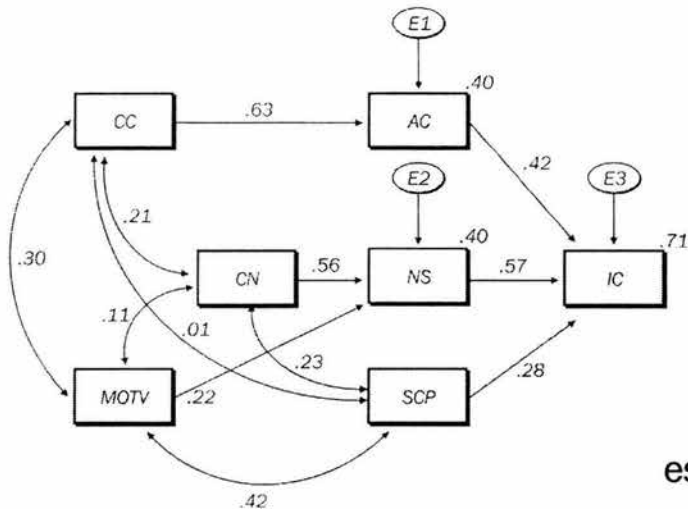 E1
.40
CC
.63
AC
E2
.42
E3
.21
.40
.71
.30
CN
.56
NS
.57
IC
.11
.01
.23
MOTV
.22
SCP
.28
.42
es